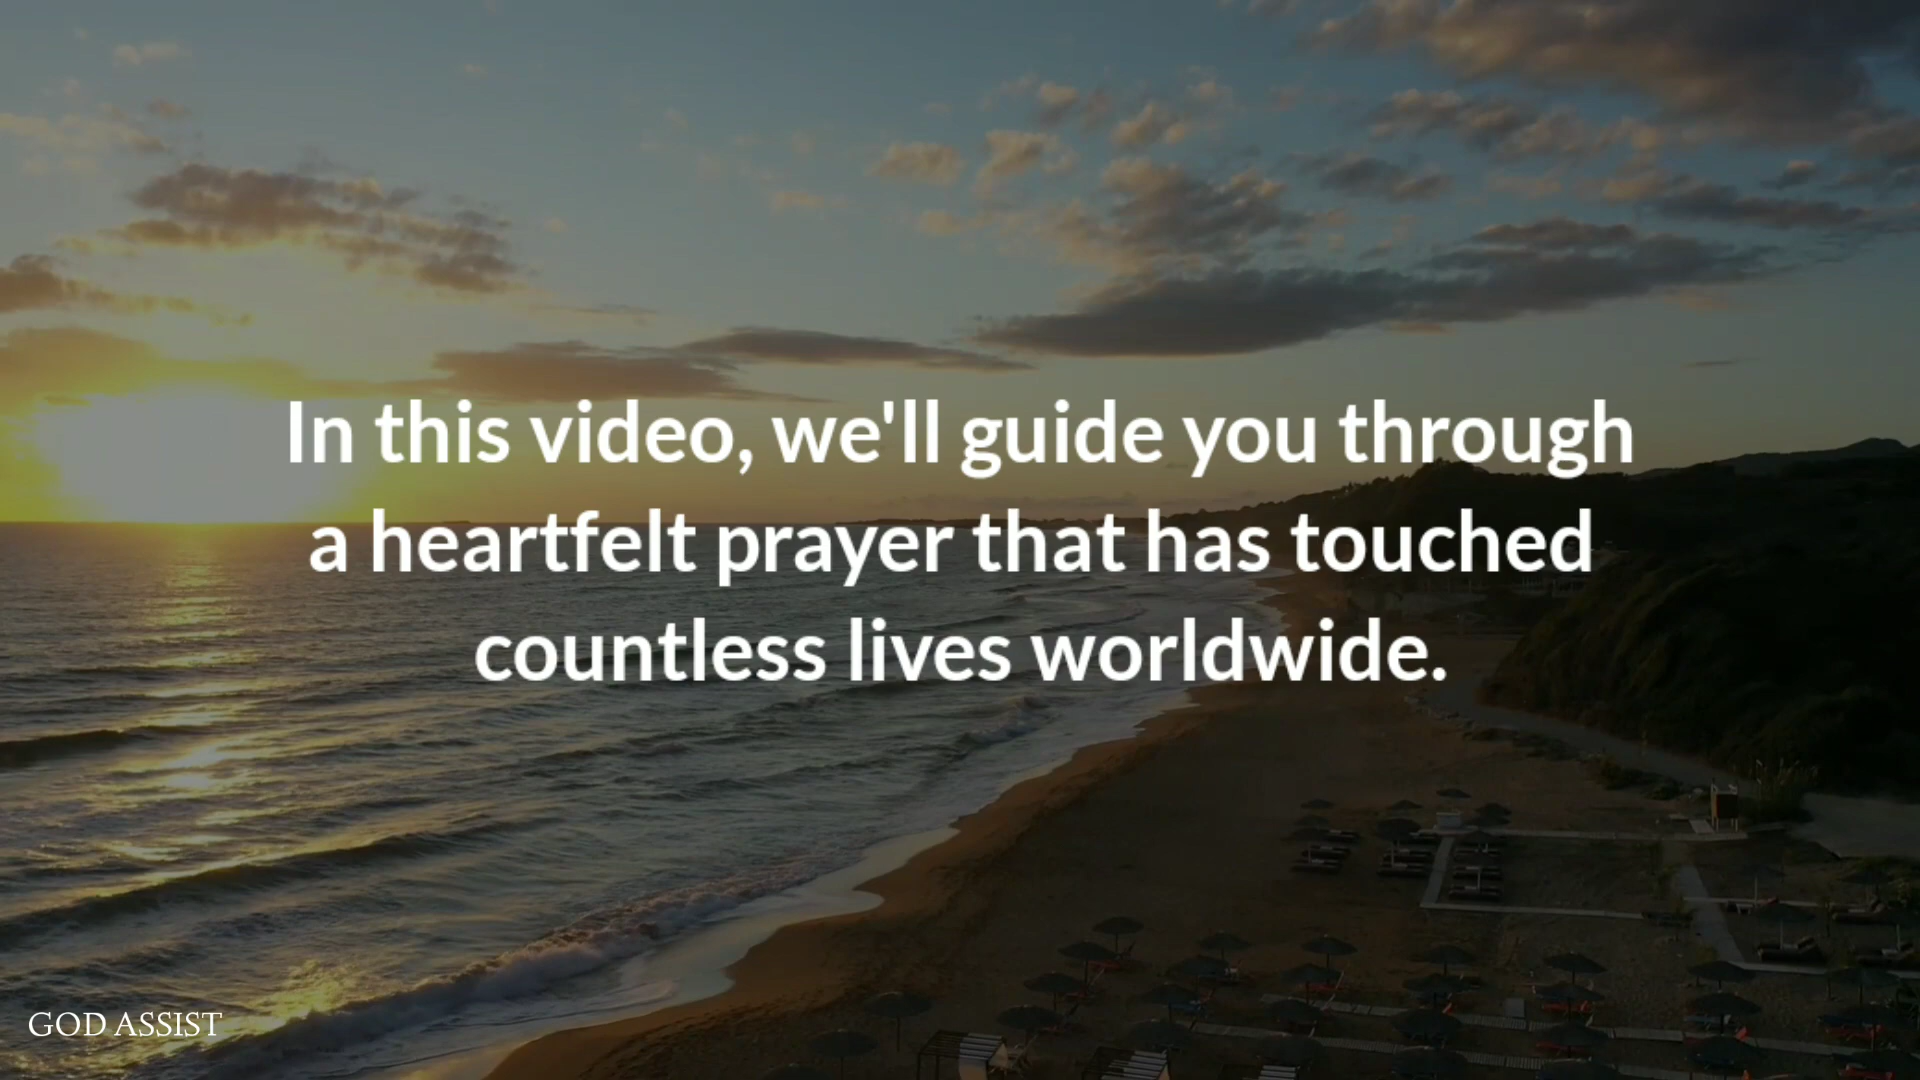 In this video, we'll guide you through
a heartfelt prayer that has touched
countless lives worldwide.
GOD ASSIST